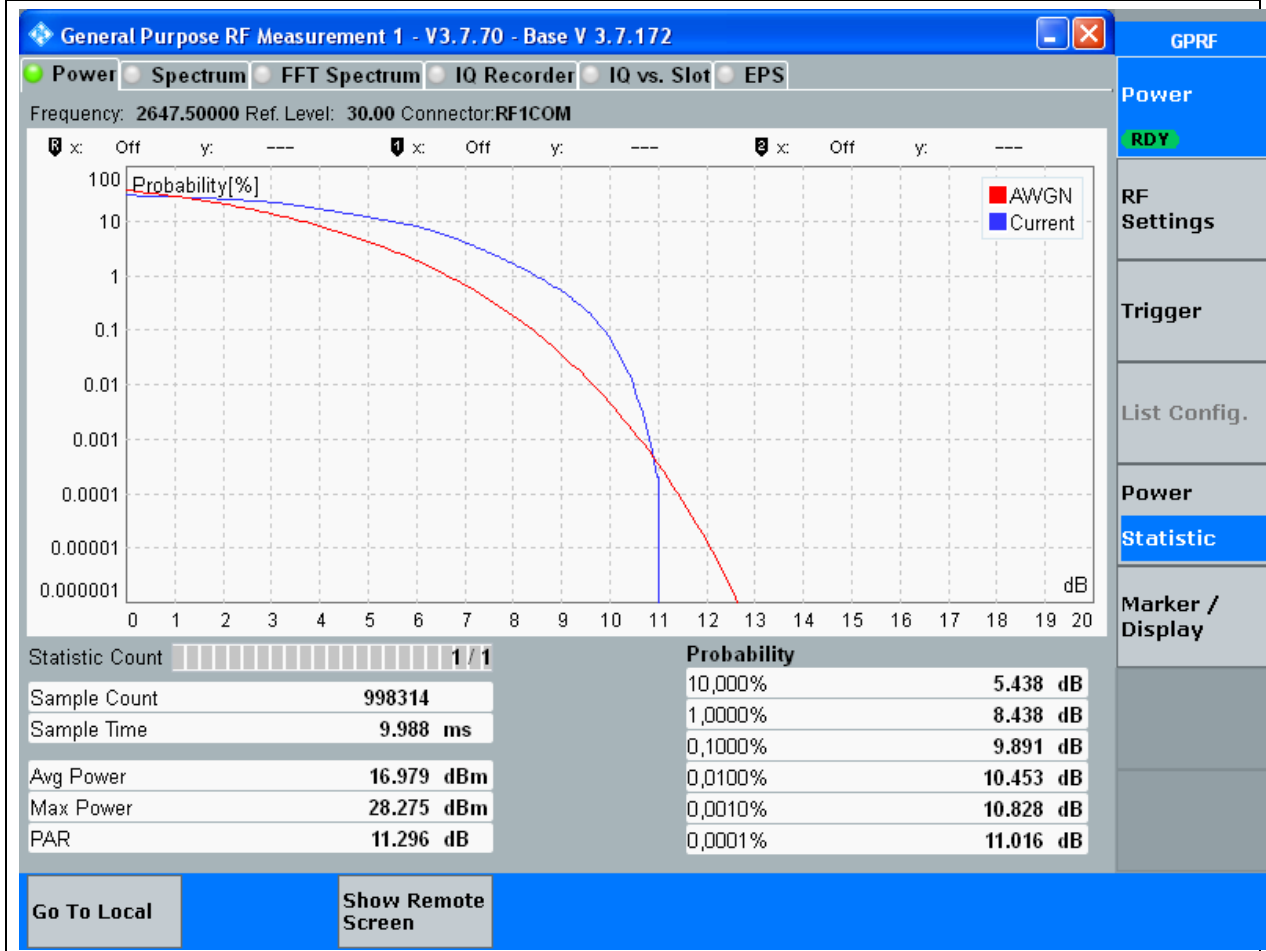 General Purpose RF Measurement 1 - V3.7.70 - Base V 3.7.172
Power Spectrum FFT Spectrum IQ Recorder IQ vs. Slot EPS
Frequency: 2647.50000 Ref. Level: 30.00 Connector:RF1COM
R x: Off y: --- 1 x: Off y: --- 2 x: Off y: ---
Probability[%]
100
10
1
0.1
0.01
0.001
0.0001
0.00001
0.000001
AWGN
Current
dB
0 1 2 3 4 5 6 7 8 9 10 11 12 13 14 15 16 17 18 19 20
Statistic Count 1 / 1
Sample Count 998314
Sample Time 9.988 ms
Avg Power 16.979 dBm
Max Power 28.275 dBm
PAR 11.296 dB
Probability
10,000% 5.438 dB
1,0000% 8.438 dB
0,1000% 9.891 dB
0,0100% 10.453 dB
0,0010% 10.828 dB
0,0001% 11.016 dB
GPRF
Power
RDY
RF
Settings
Trigger
List Config.
Power
Statistic
Marker /
Display
Go To Local
Show Remote
Screen